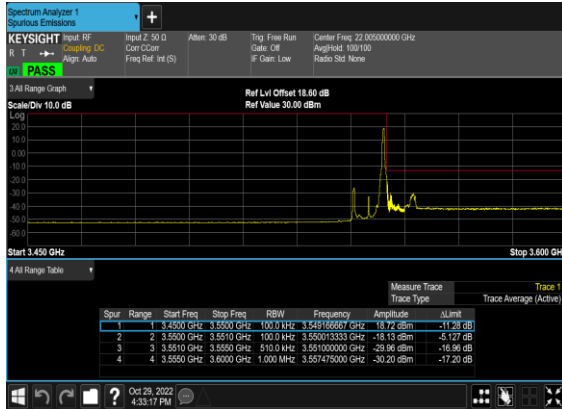 Spectrum Analyzer 1
Spurious Emissions
KEYSIGHT
R T
LXI
PASS
Input: RF
Coupling: DC
Align: Auto
Input Z: 50 Ω
Corr CCorr
Freq Ref: Int (S)
Atten: 30 dB
Trig: Free Run
Gate: Off
IF Gain: Low
Center Freq: 22.005000000 GHz
Avg|Hold: 100/100
Radio Std: None
3 All Range Graph
Scale/Div 10.0 dB
Ref Lvl Offset 18.60 dB
Ref Value 30.00 dBm
Log
20.0
10.0
0.00
-10.0
-20.0
-30.0
-40.0
-50.0
-60.0
Start 3.450 GHz Stop 3.600 GH
4 All Range Table
Measure Trace Trace 1
Trace Type Trace Average (Active)
Spur Range Start Freq Stop Freq RBW Frequency Amplitude ΔLimit
1 1 3.4500 GHz 3.5500 GHz 100.0 kHz 3.549166667 GHz 18.72 dBm -11.28 dB
2 2 3.5500 GHz 3.5510 GHz 100.0 kHz 3.550013333 GHz -18.13 dBm -5.127 dB
3 3 3.5510 GHz 3.5550 GHz 510.0 kHz 3.551000000 GHz -29.96 dBm -16.96 dB
4 4 3.5550 GHz 3.6000 GHz 1.000 MHz 3.557475000 GHz -30.20 dBm -17.20 dB
? Oct 29, 2022
4:33:17 PM